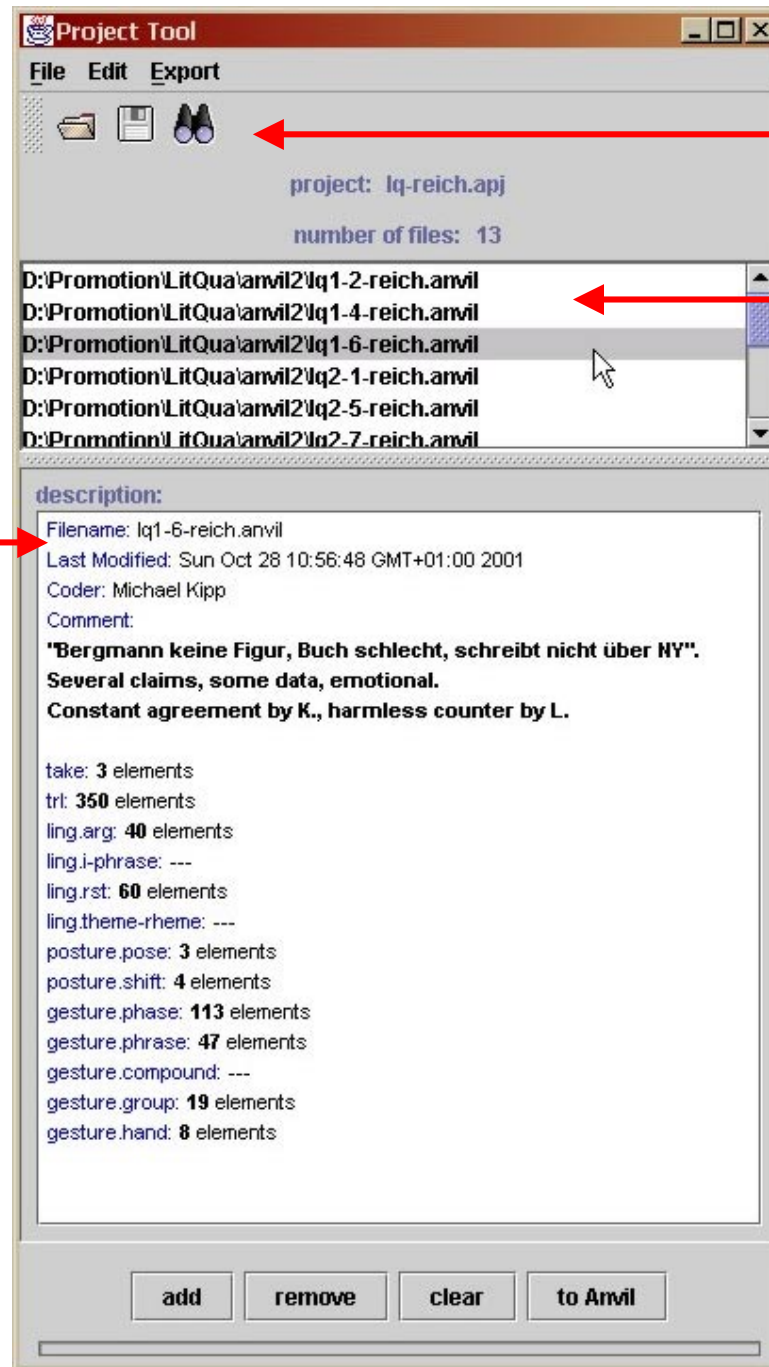 Project Tool
File Edit Export
project: lq-reich.apj
number of files: 13
D:\Promotion\LitQua\anvil2\lq1-2-reich.anvil
D:\Promotion\LitQua\anvil2\lq1-4-reich.anvil
D:\Promotion\LitQua\anvil2\lq1-6-reich.anvil
D:\Promotion\LitQua\anvil2\lq2-1-reich.anvil
D:\Promotion\LitQua\anvil2\lq2-5-reich.anvil
D:\Promotion\LitQua\anvil2\lq2-7-reich.anvil
description:
Filename: lq1-6-reich.anvil
Last Modified: Sun Oct 28 10:56:48 GMT+01:00 2001
Coder: Michael Kipp
Comment:
"Bergmann keine Figur, Buch schlecht, schreibt nicht über NY".
Several claims, some data, emotional.
Constant agreement by K., harmless counter by L.
take: 3 elements
trl: 350 elements
ling.arg: 40 elements
ling.i-phrase: ---
ling.rst: 60 elements
ling.theme-rheme: ---
posture.pose: 3 elements
posture.shift: 4 elements
gesture.phase: 113 elements
gesture.phrase: 47 elements
gesture.compound: ---
gesture.group: 19 elements
gesture.hand: 8 elements
add remove clear to Anvil